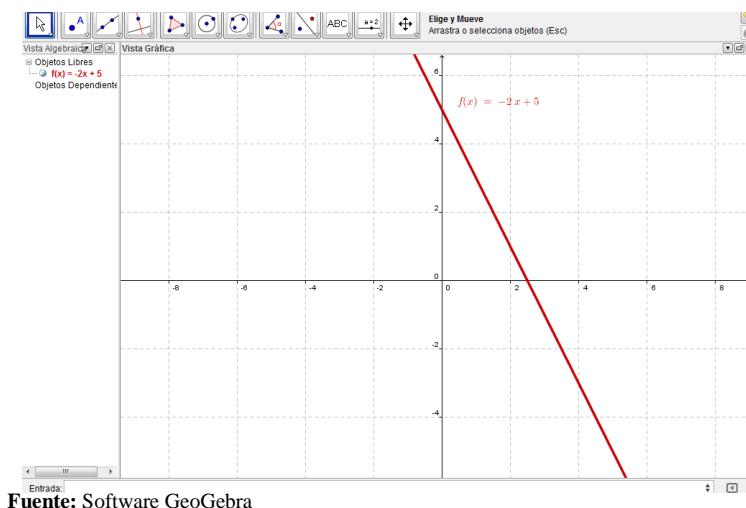 ABC
a=2
Elige y Mueve
Arrastra o selecciona objetos (Esc)
Vista Algebraica
Vista Gráfica
Objetos Libres
f(x) = -2x + 5
Objetos Dependiente
f(x) = -2 x + 5
6
4
2
0
-2
-4
-8
-6
-4
-2
0
2
4
6
8
Entrada:
Fuente: Software GeoGebra